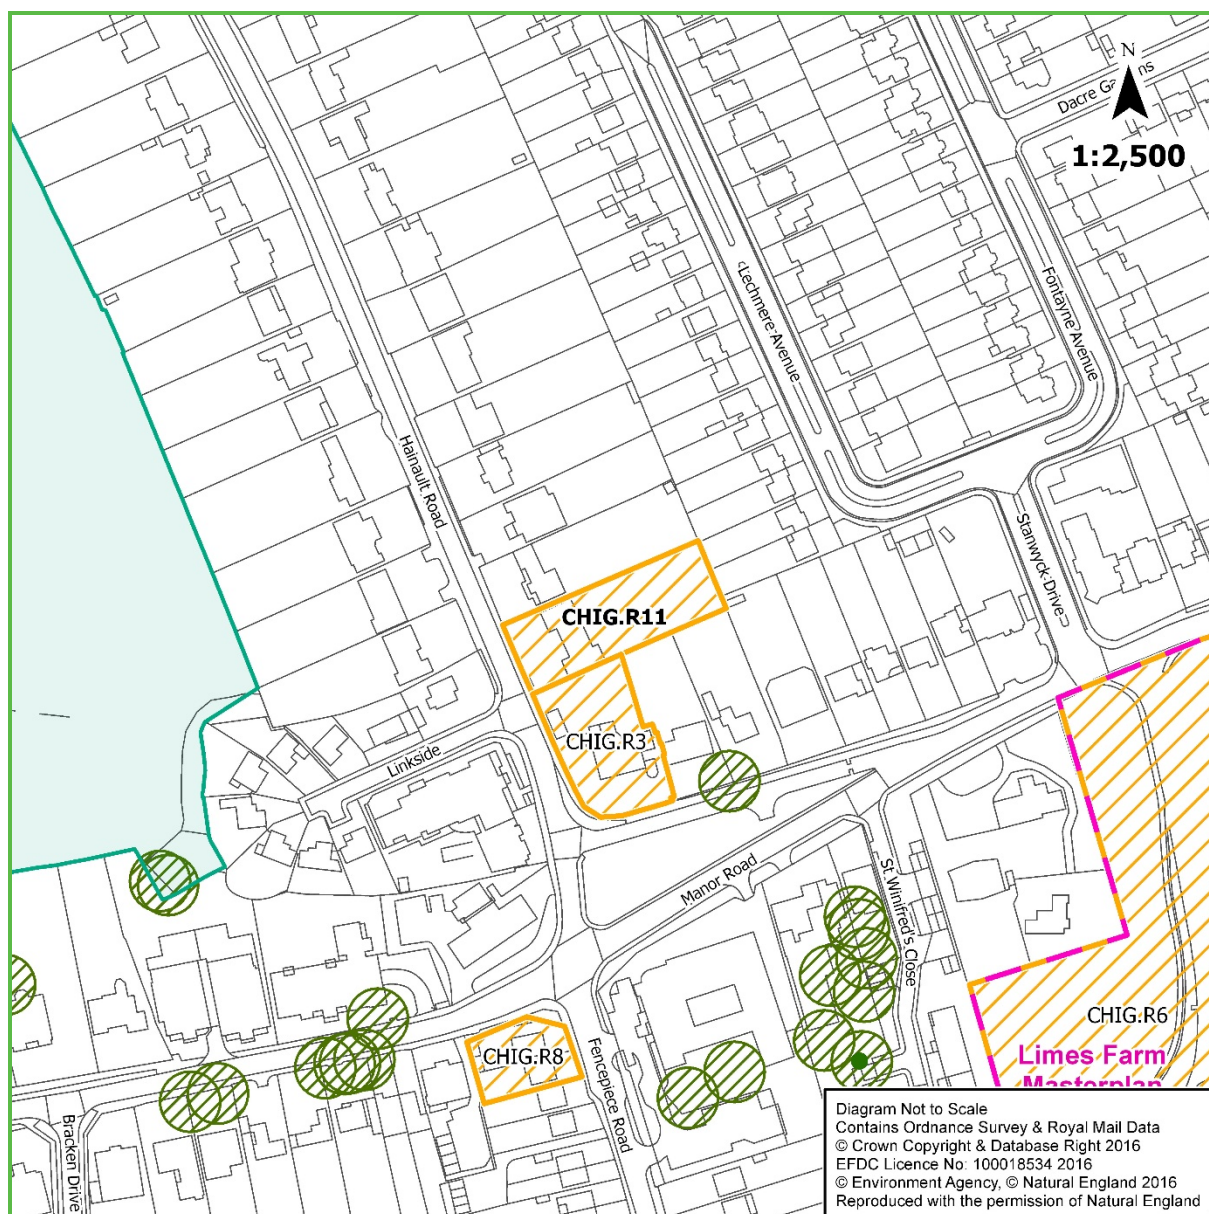 N
Dacre Gardens
1:2,500
Lechmere Avenue
Fontayne Avenue
Hainault Road
Stanwyck Drive
CHIG.R11
CHIG.R3
Linkside
Manor Road
St Winifred's Close
CHIG.R6
CHIG.R8
Limes Farm
Masterplan
Fencepiece Road
Bracken Drive
Diagram Not to Scale
Contains Ordnance Survey & Royal Mail Data
© Crown Copyright & Database Right 2016
EFDC Licence No: 100018534 2016
© Environment Agency, © Natural England 2016
Reproduced with the permission of Natural England